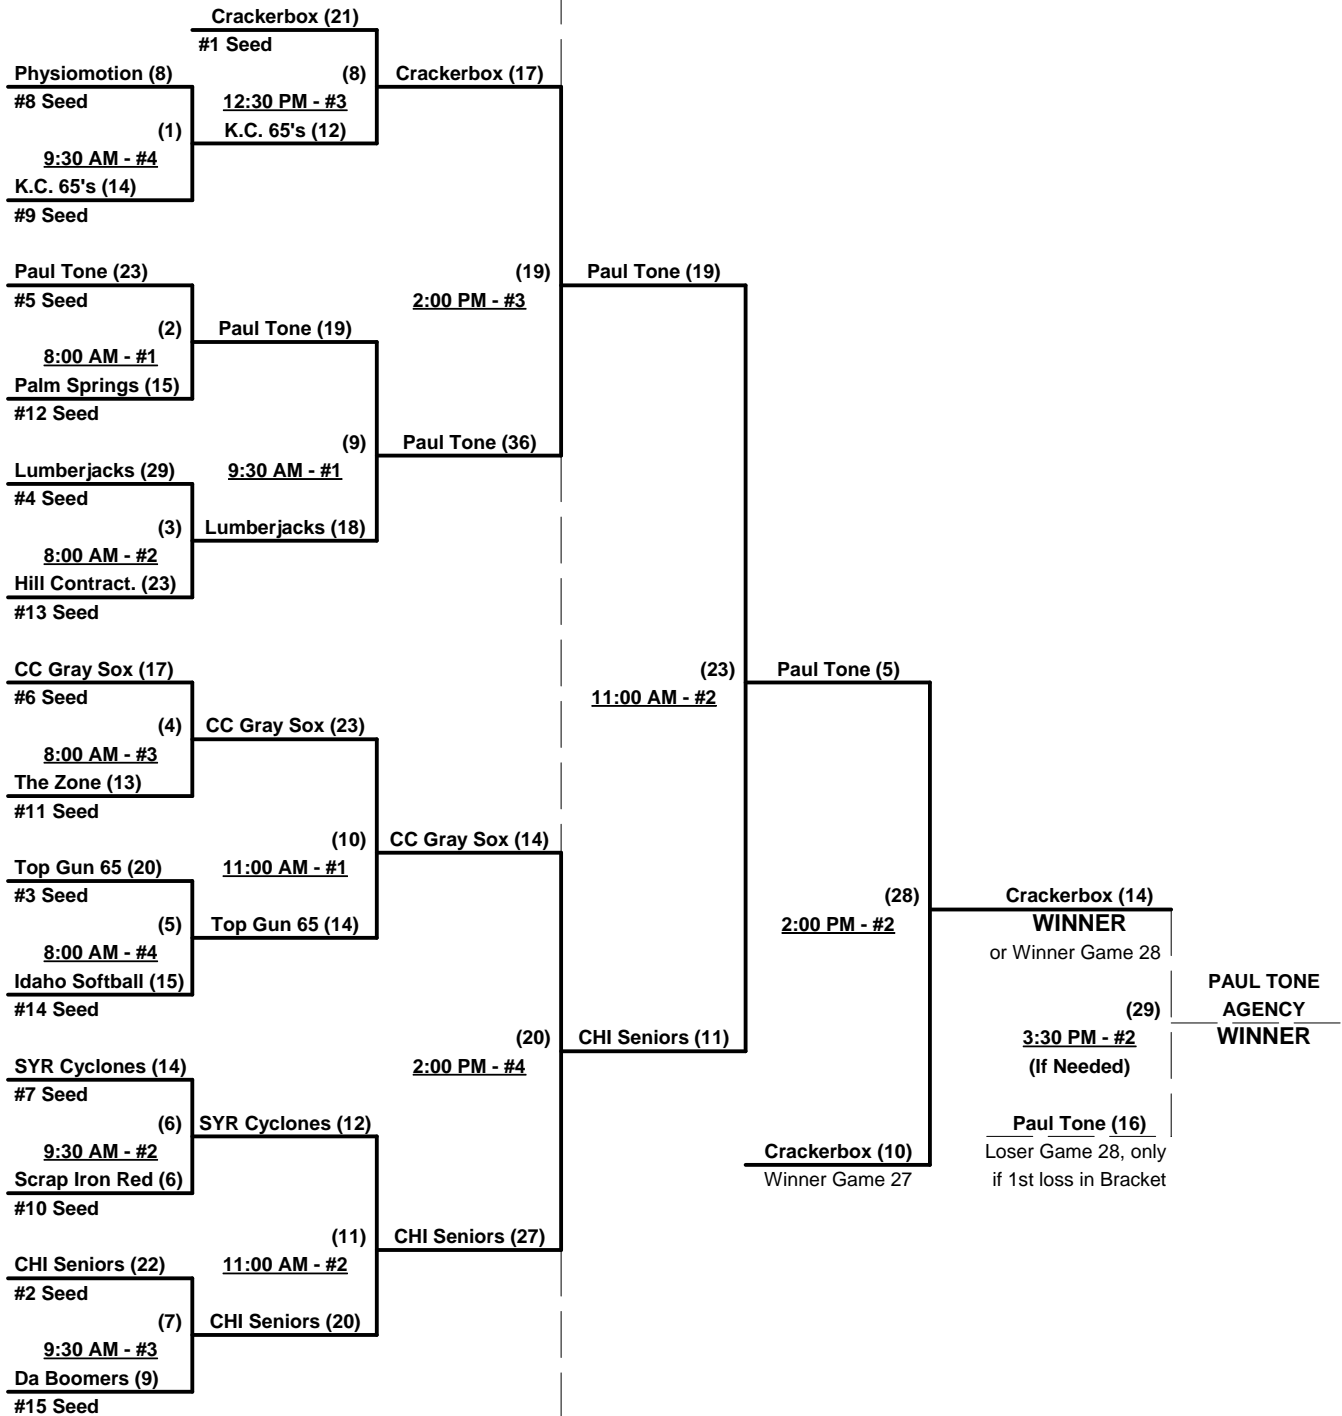 Crackerbox (21)
#1 Seed
Physiomotion (8)
#8 Seed
(8)
12:30 PM - #3
Crackerbox (17)
(1)
9:30 AM - #4
K.C. 65's (12)
K.C. 65's (14)
#9 Seed
Paul Tone (23)
#5 Seed
(19)
2:00 PM - #3
Paul Tone (19)
(2)
8:00 AM - #1
Paul Tone (19)
Palm Springs (15)
#12 Seed
(9)
9:30 AM - #1
Paul Tone (36)
Lumberjacks (29)
#4 Seed
(3)
8:00 AM - #2
Lumberjacks (18)
Hill Contract. (23)
#13 Seed
CC Gray Sox (17)
#6 Seed
(23)
11:00 AM - #2
Paul Tone (5)
(4)
8:00 AM - #3
CC Gray Sox (23)
The Zone (13)
#11 Seed
(10)
11:00 AM - #1
CC Gray Sox (14)
Top Gun 65 (20)
#3 Seed
(5)
8:00 AM - #4
Top Gun 65 (14)
(28)
2:00 PM - #2
Crackerbox (14)
WINNER
or Winner Game 28
Idaho Softball (15)
#14 Seed
PAUL TONE
AGENCY
WINNER
(29)
3:30 PM - #2
(If Needed)
(20)
2:00 PM - #4
CHI Seniors (11)
SYR Cyclones (14)
#7 Seed
(6)
9:30 AM - #2
SYR Cyclones (12)
Paul Tone (16)
Loser Game 28, only
if 1st loss in Bracket
Crackerbox (10)
Winner Game 27
Scrap Iron Red (6)
#10 Seed
(11)
11:00 AM - #2
CHI Seniors (27)
CHI Seniors (22)
#2 Seed
(7)
9:30 AM - #3
CHI Seniors (20)
Da Boomers (9)
#15 Seed